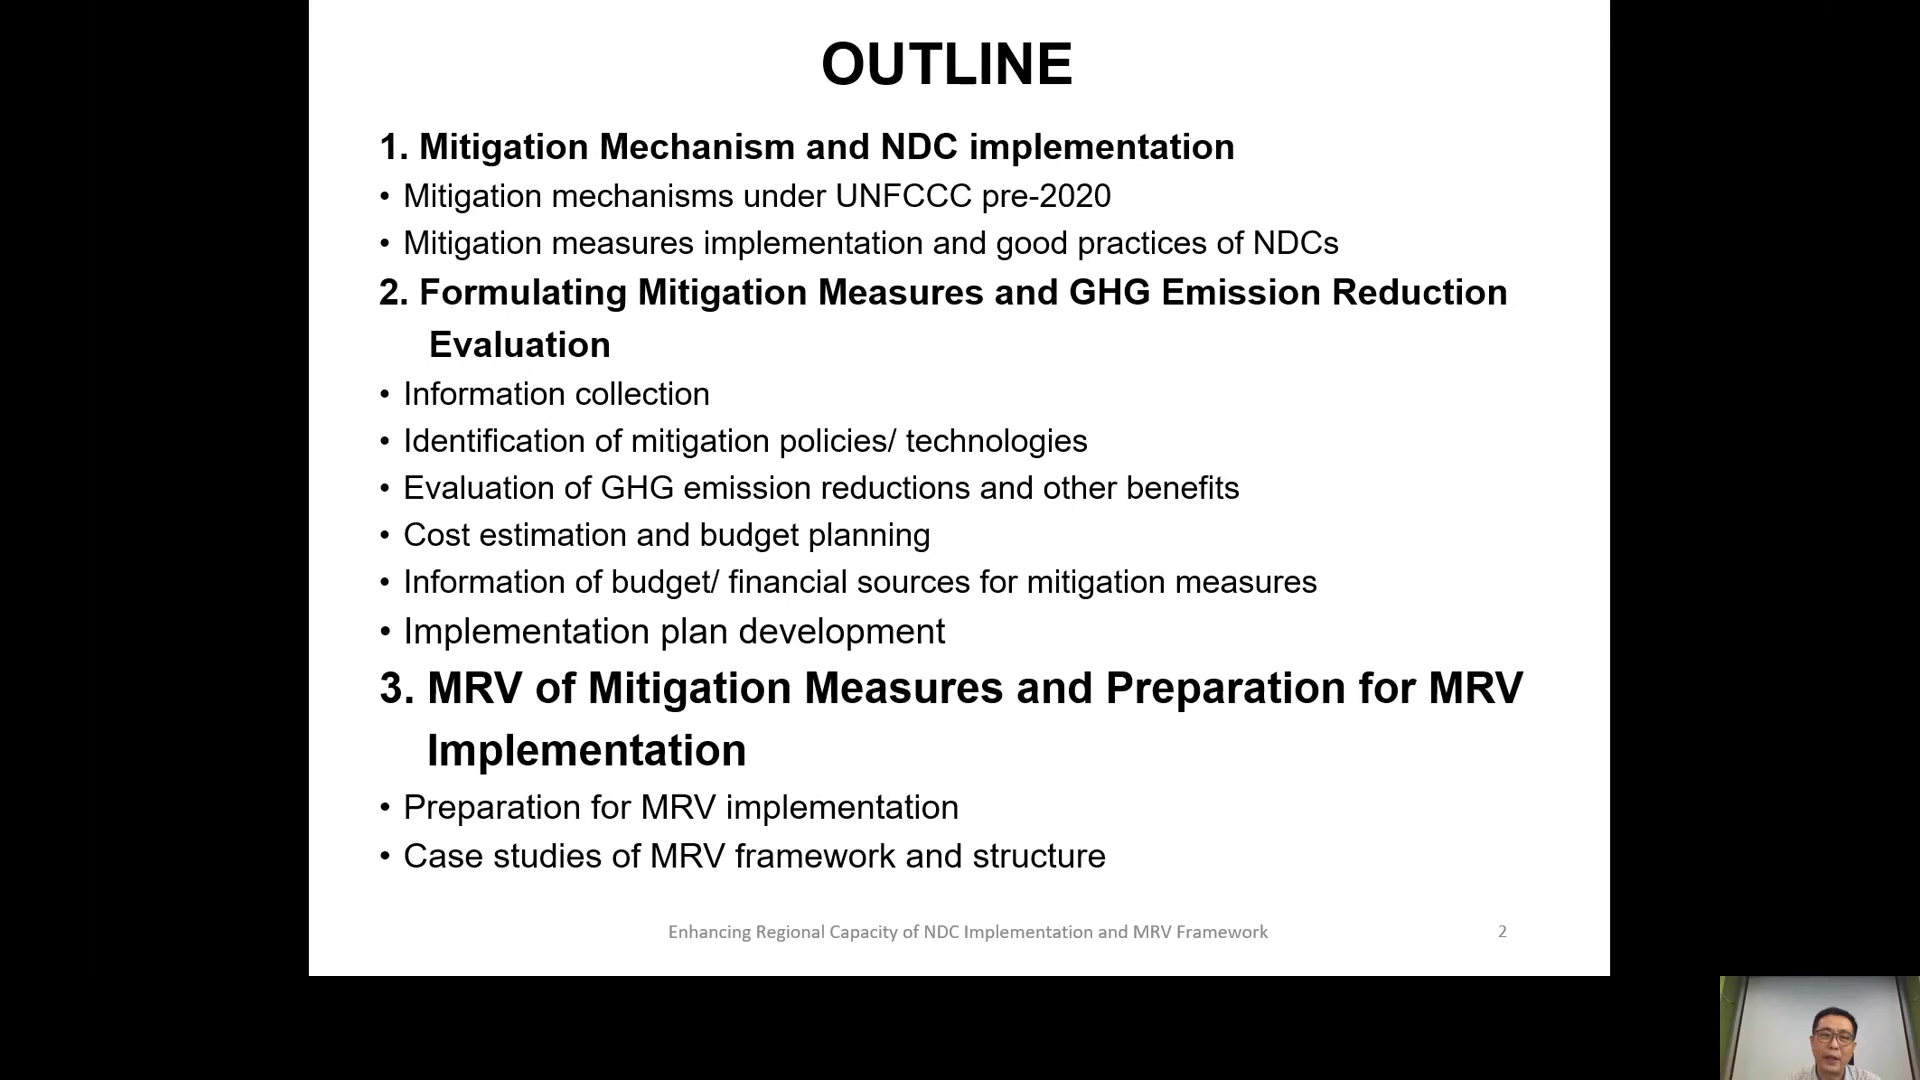 OUTLINE
1. Mitigation Mechanism and NDC implementation
• Mitigation mechanisms under UNFCCC pre-2020
• Mitigation measures implementation and good practices of NDCs
2. Formulating Mitigation Measures and GHG Emission Reduction
Evaluation
• Information collection
• Identification of mitigation policies/ technologies
• Evaluation of GHG emission reductions and other benefits
• Cost estimation and budget planning
• Information of budget/ financial sources for mitigation measures
• Implementation plan development
3. MRV of Mitigation Measures and Preparation for MRV
Implementation
• Preparation for MRV implementation
• Case studies of MRV framework and structure
Enhancing Regional Capacity of NDC Implementation and MRV Framework
2